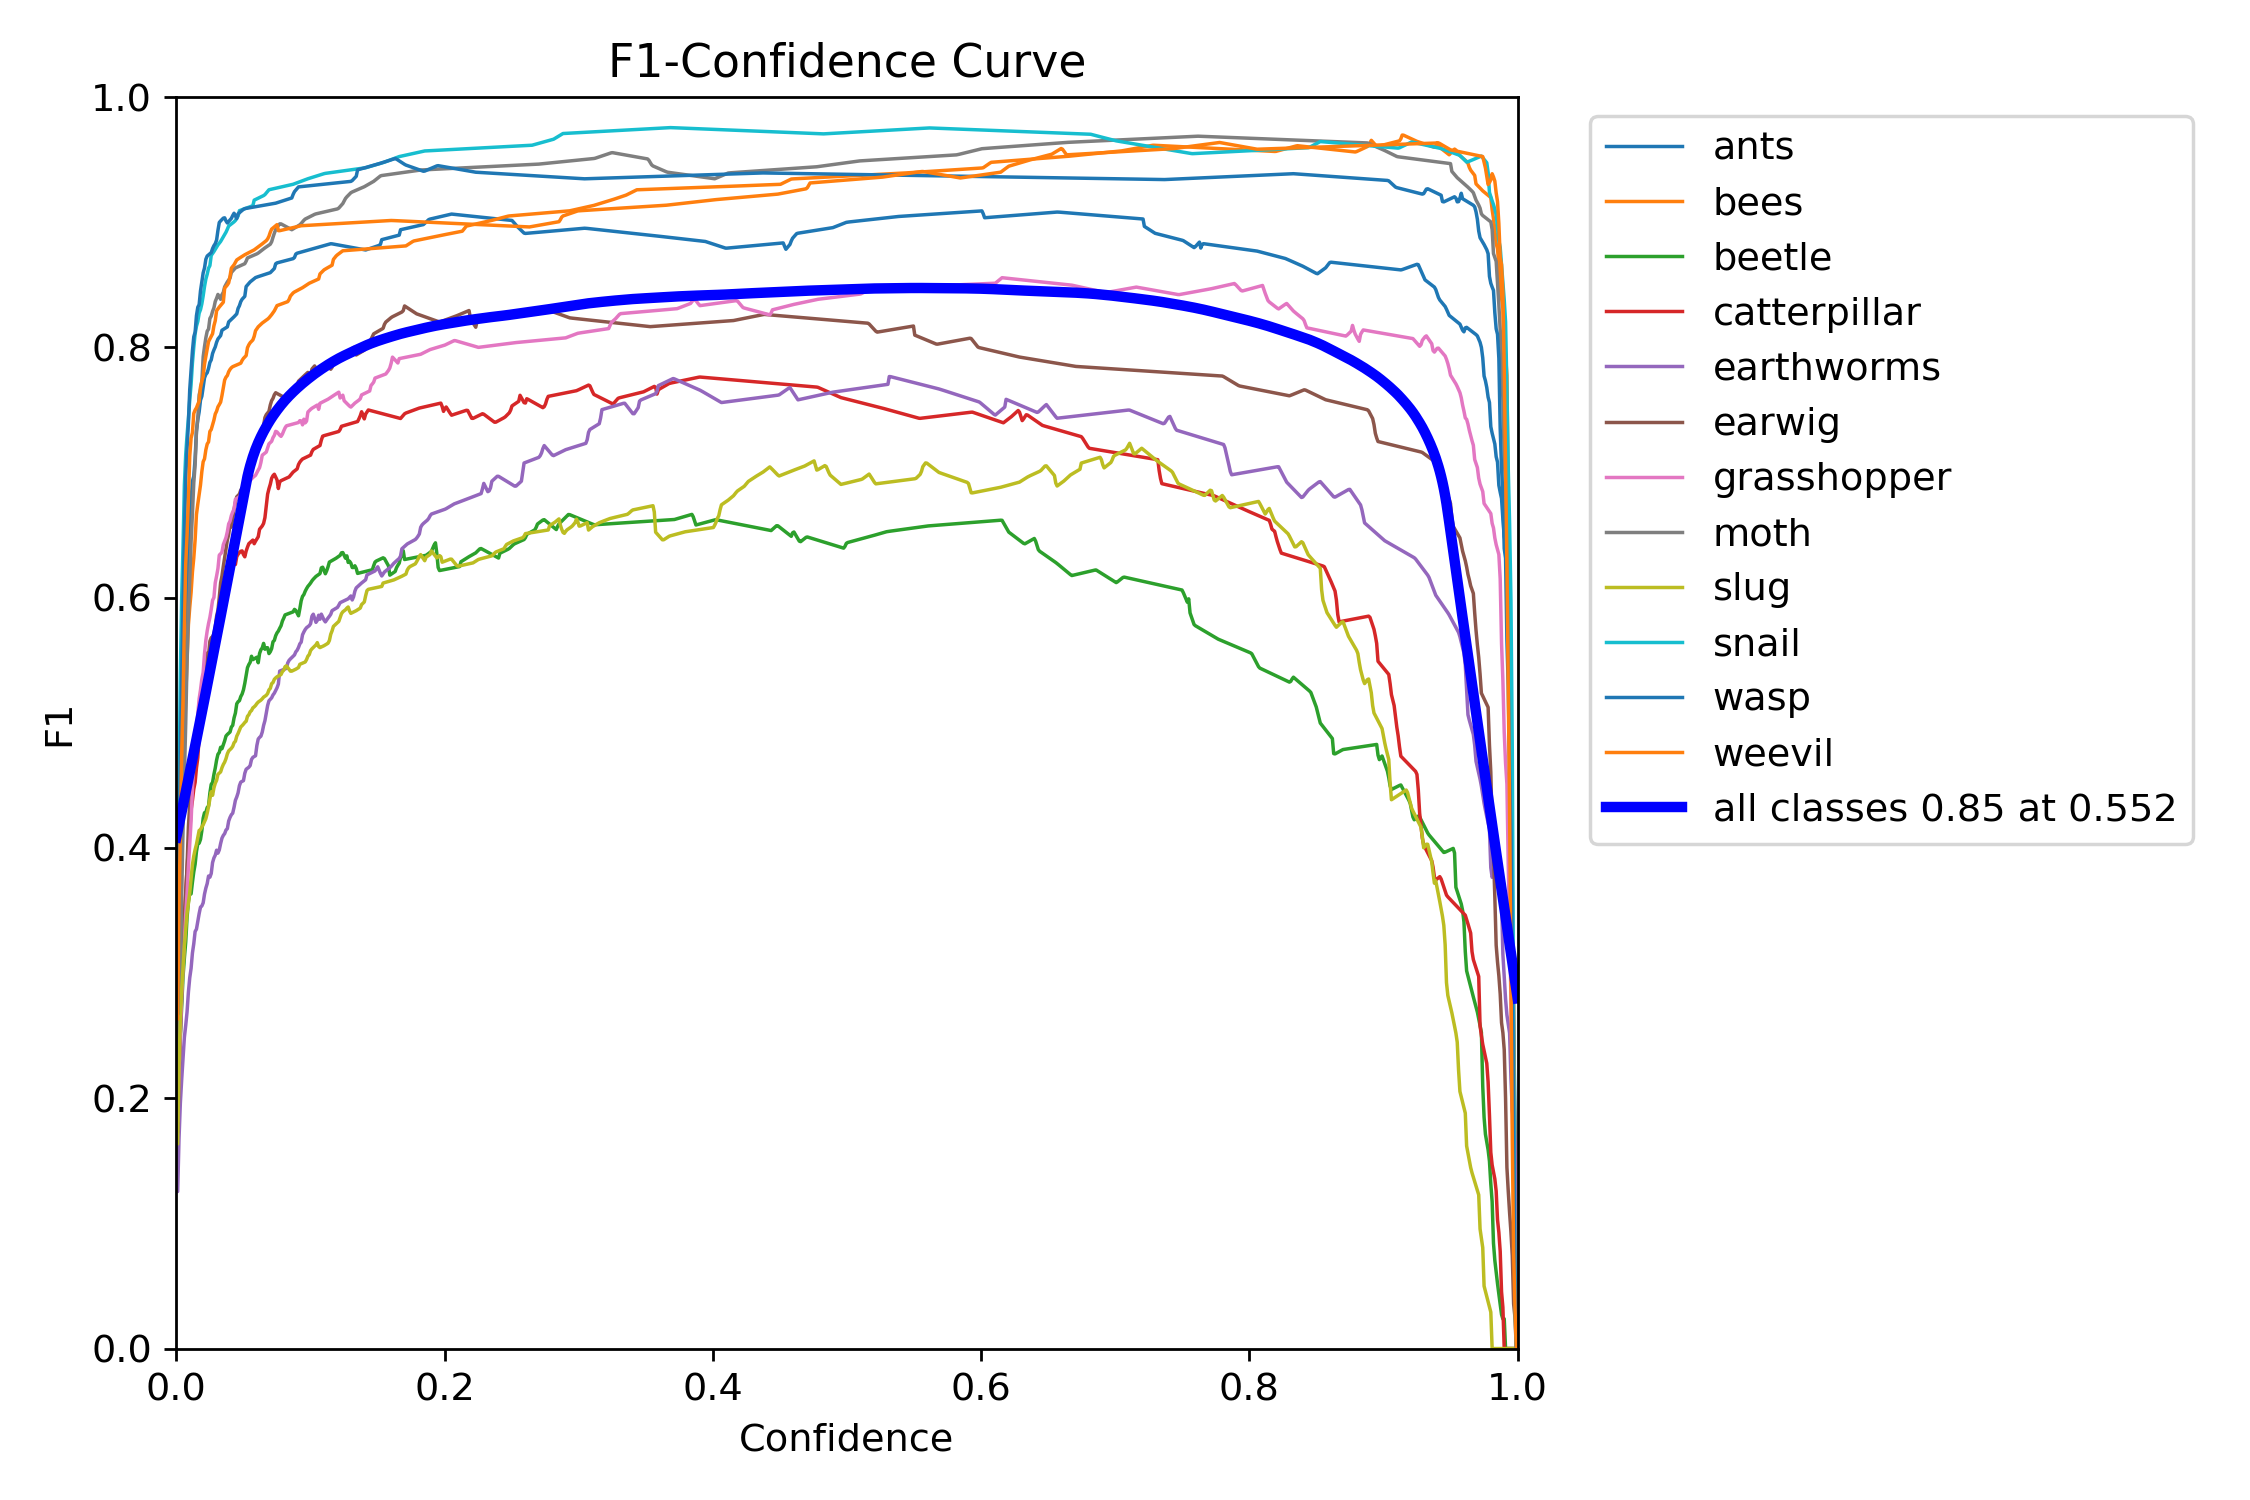 F1-Confidence Curve
1.0
0.8
0.6
0.4
0.2
0.0
F1
0.0 0.2 0.4 0.6 0.8 1.0
Confidence
ants
bees
beetle
catterpillar
earthworms
earwig
grasshopper
moth
slug
snail
wasp
weevil
all classes 0.85 at 0.552